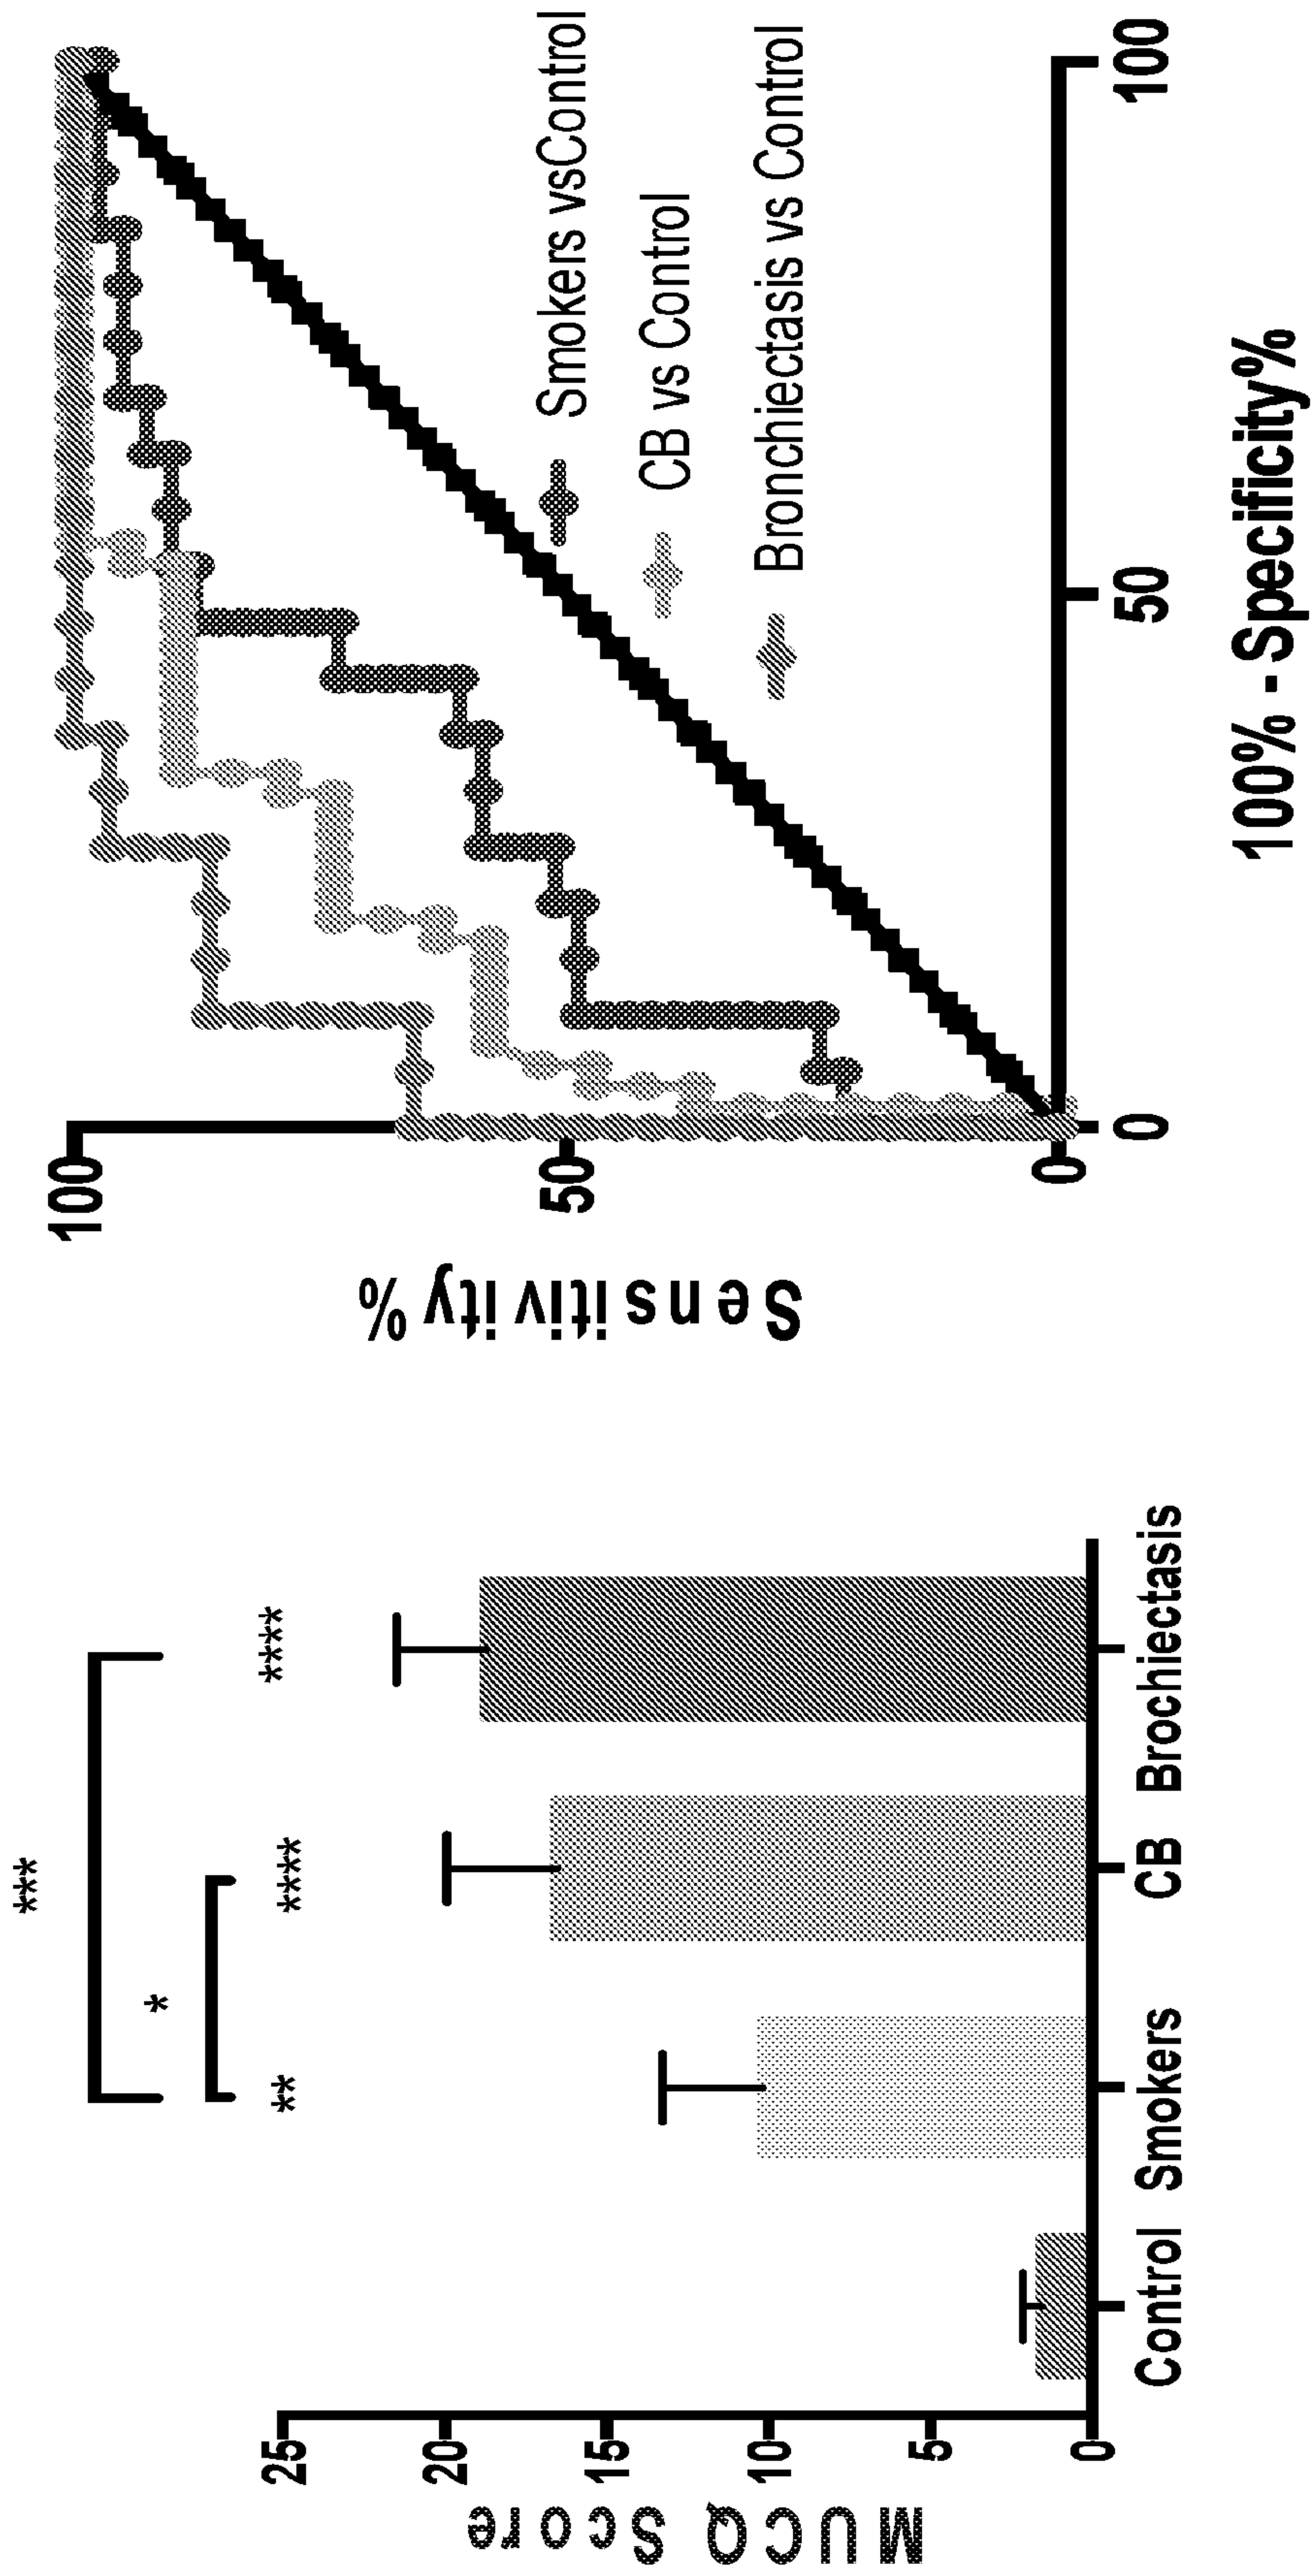 MUCQ Score
25
20
15
10
5
0
***
*
**
****
****
Control
Smokers
CB
Brochiectasis
Sensitivity %
100
50
0
Smokers vsControl
CB vs Control
Bronchiectasis vs Control
0
50
100
100% - Specificity%